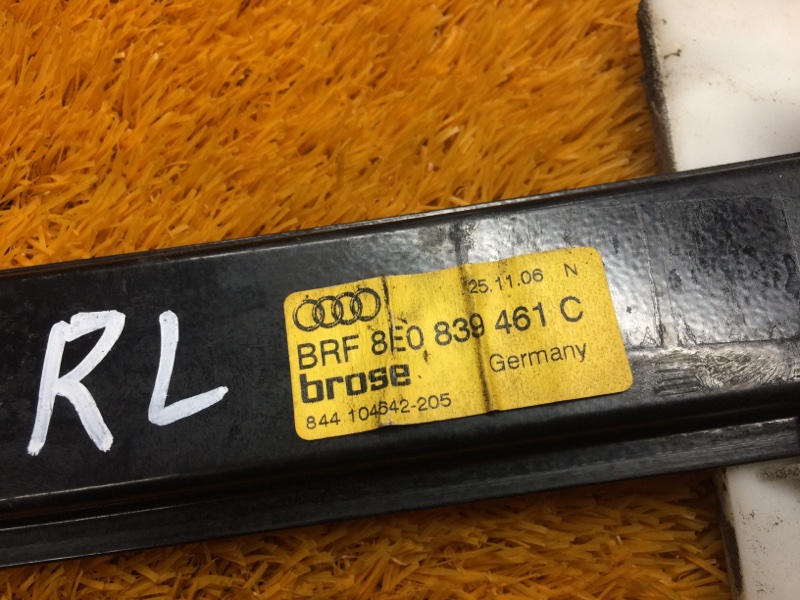 RL
25.11.06 N
BRF 8E0 839 461 C
brose Germany
844 104642-205